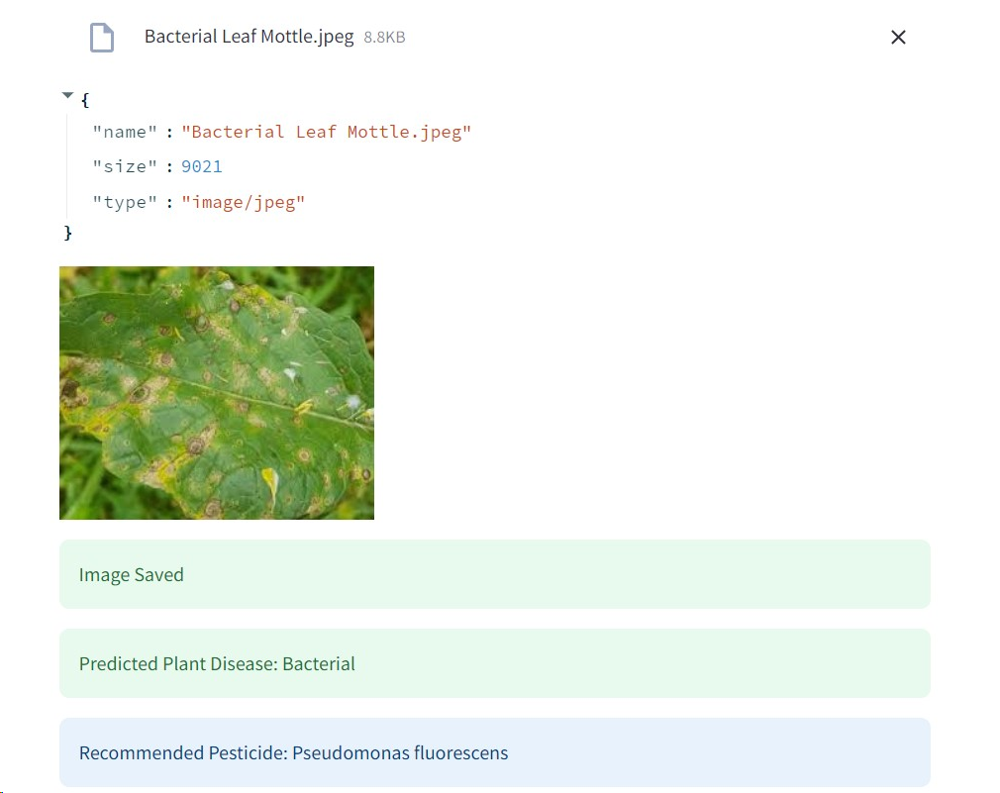 Bacterial Leaf Mottle.jpeg 8.8KB
{
"name" : "Bacterial Leaf Mottle.jpeg"
"size" : 9021
"type" : "image/jpeg"
}
Image Saved
Predicted Plant Disease: Bacterial
Recommended Pesticide: Pseudomonas fluorescens